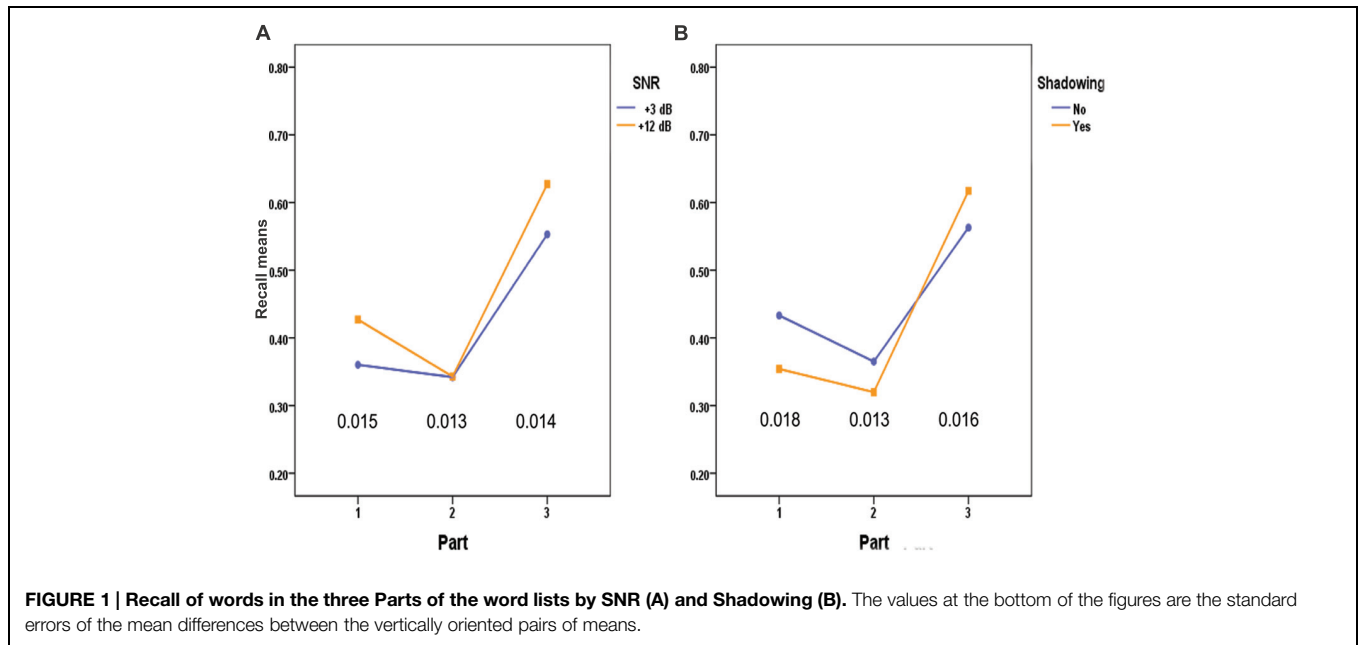 A
0.80
0.70
0.60
0.50
0.40
0.30
0.20
Recall means
SNR
+3 dB
+12 dB
0.015 0.013 0.014
1 2 3
Part
B
0.80
0.70
0.60
0.50
0.40
0.30
0.20
Shadowing
No
Yes
0.018 0.013 0.016
1 2 3
Part
FIGURE 1 | Recall of words in the three Parts of the word lists by SNR (A) and Shadowing (B). The values at the bottom of the figures are the standard
errors of the mean differences between the vertically oriented pairs of means.